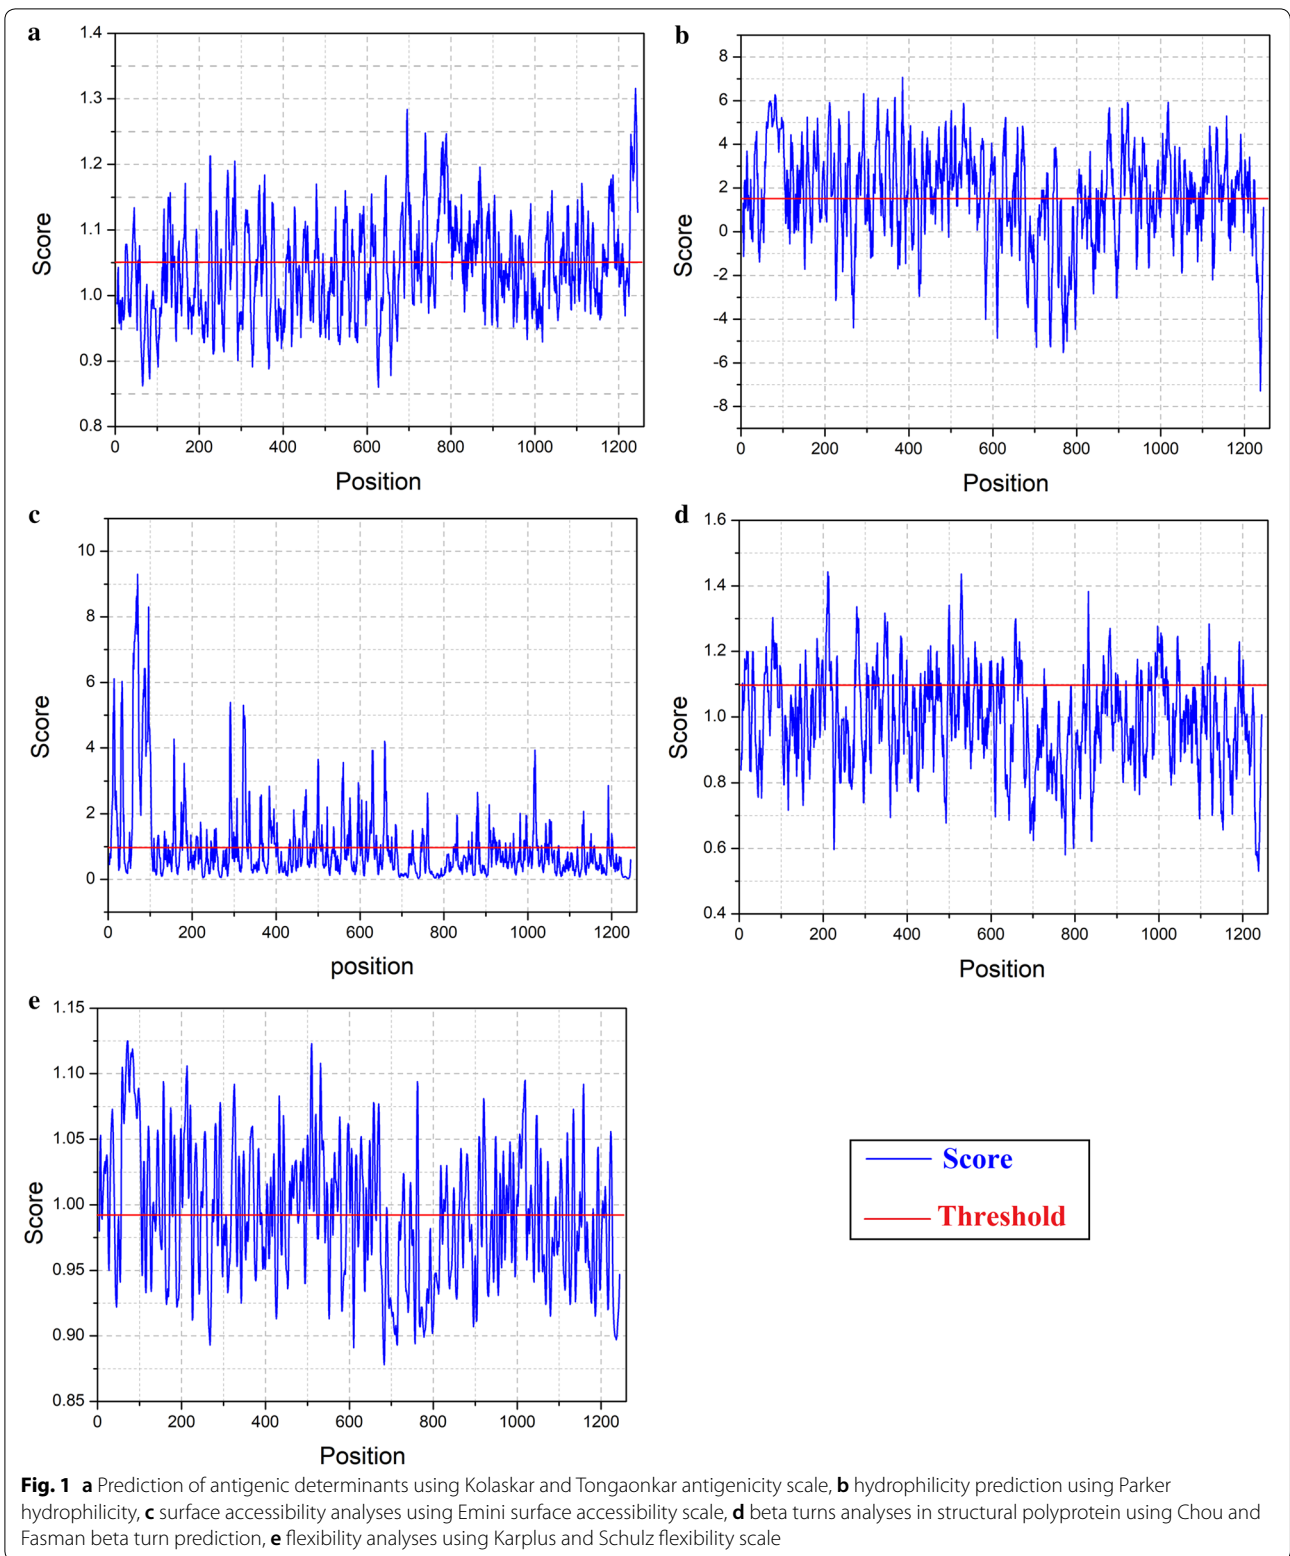 a
1.4
1.3
1.2
1.1
1.0
0.9
0.8
Score
0 200 400 600 800 1000 1200
Position
b
8
6
4
2
0
-2
-4
-6
-8
Score
0 200 400 600 800 1000 1200
Position
c
10
8
6
4
2
0
Score
0 200 400 600 800 1000 1200
position
d
1.6
1.4
1.2
1.0
0.8
0.6
0.4
Score
0 200 400 600 800 1000 1200
Position
e
1.15
1.10
1.05
1.00
0.95
0.90
0.85
Score
0 200 400 600 800 1000 1200
Position
Score
Threshold
Fig. 1 a Prediction of antigenic determinants using Kolaskar and Tongaonkar antigenicity scale, b hydrophilicity prediction using Parker
hydrophilicity, c surface accessibility analyses using Emini surface accessibility scale, d beta turns analyses in structural polyprotein using Chou and
Fasman beta turn prediction, e flexibility analyses using Karplus and Schulz flexibility scale